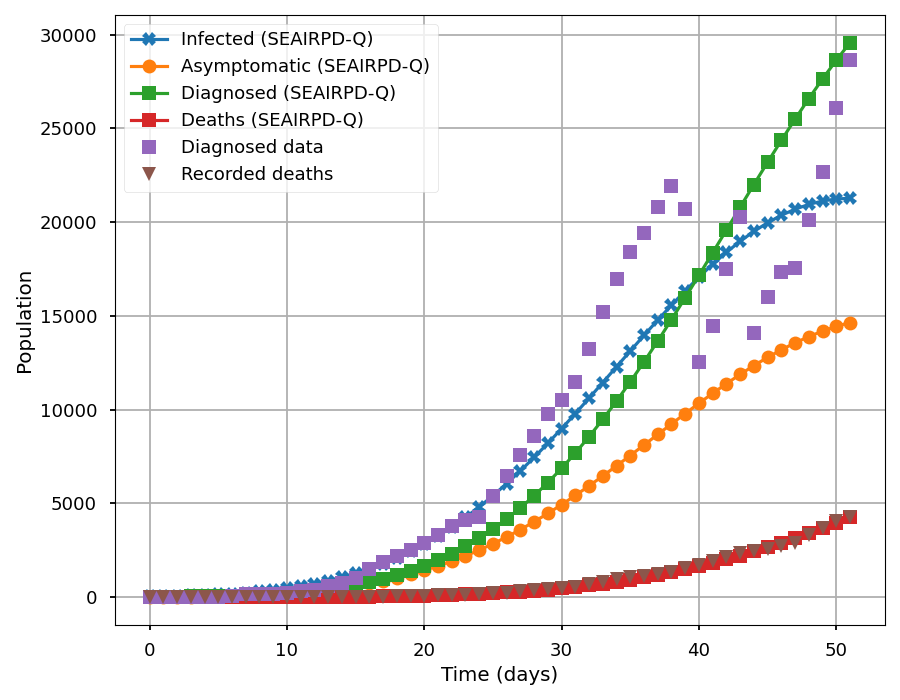 Infected (SEAIRPD-Q)
Asymptomatic (SEAIRPD-Q)
Diagnosed (SEAIRPD-Q)
Deaths (SEAIRPD-Q)
Diagnosed data
Recorded deaths
30000
25000
20000
15000
10000
5000
0
Population
0 10 20 30 40 50
Time (days)